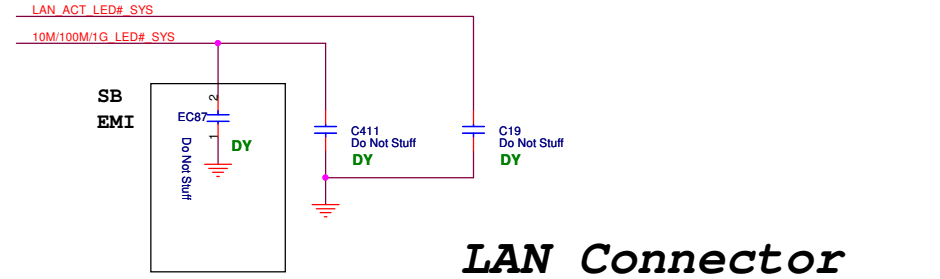 LAN_ACT_LED#_SYS
10M/100M/1G_LED#_SYS
SB
EMI
2
EC87
1
DY
Do Not Stuff
C411
Do Not Stuff
DY
C19
Do Not Stuff
DY
LAN Connector